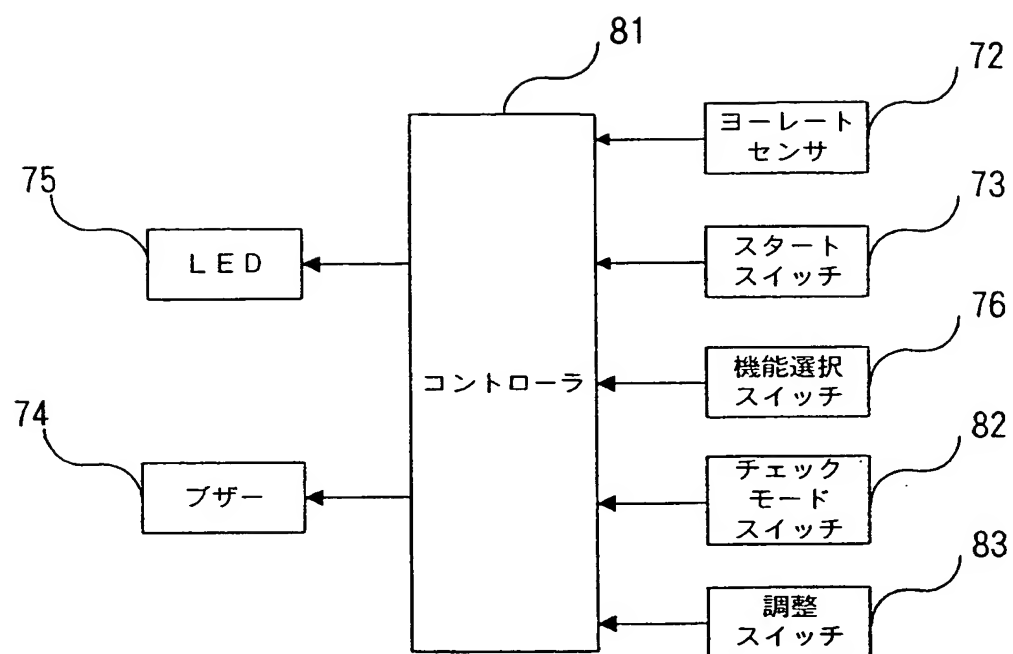 81
72
ヨーレート
センサ
75
73
LED
スタート
スイッチ
76
コントローラ
機能選択
スイッチ
74
82
ブザー
チェック
モード
スイッチ
83
調整
スイッチ